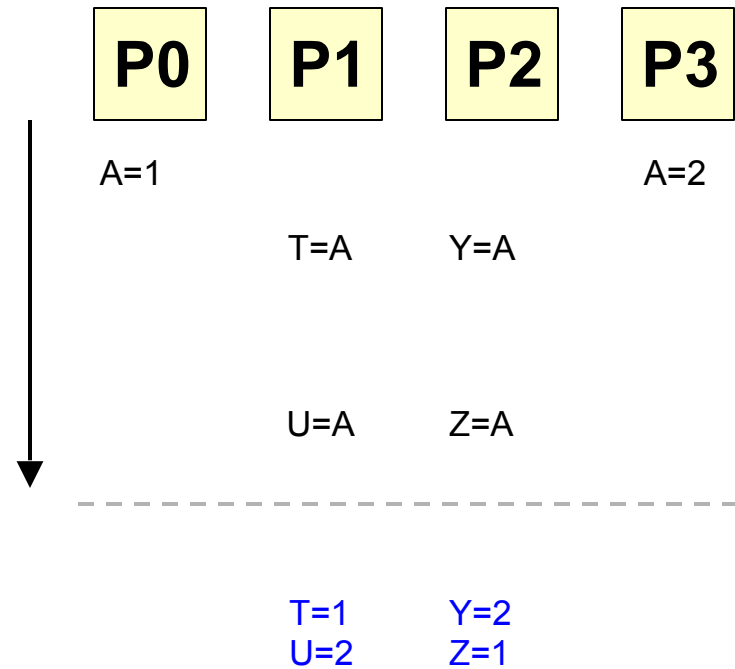 P0 P1 P2 P3
A=1 A=2
T=A Y=A
U=A Z=A
T=1 Y=2
U=2 Z=1